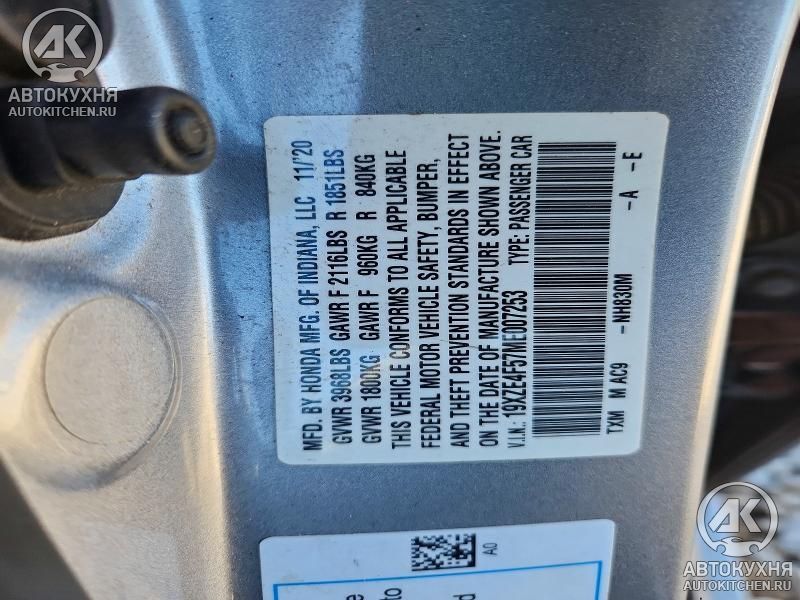 АВТОКУХНЯ
AUTOKITCHEN.RU
MFD. BY HONDA MFG. OF INDIANA, LLC 11/'20
GVWR 3968LBS GAWR F 2116LBS R 1851LBS
GVWR 1800KG GAWR F 960KG R 840KG
THIS VEHICLE CONFORMS TO ALL APPLICABLE
FEDERAL MOTOR VEHICLE SAFETY, BUMPER,
AND THEFT PREVENTION STANDARDS IN EFFECT
ON THE DATE OF MANUFACTURE SHOWN ABOVE.
V.I.N.: 19XZE4F57ME007253 TYPE: PASSENGER CAR
TXM M AC9 -NH830M -A -E
A0
АВТОКУХНЯ
AUTOKITCHEN.RU